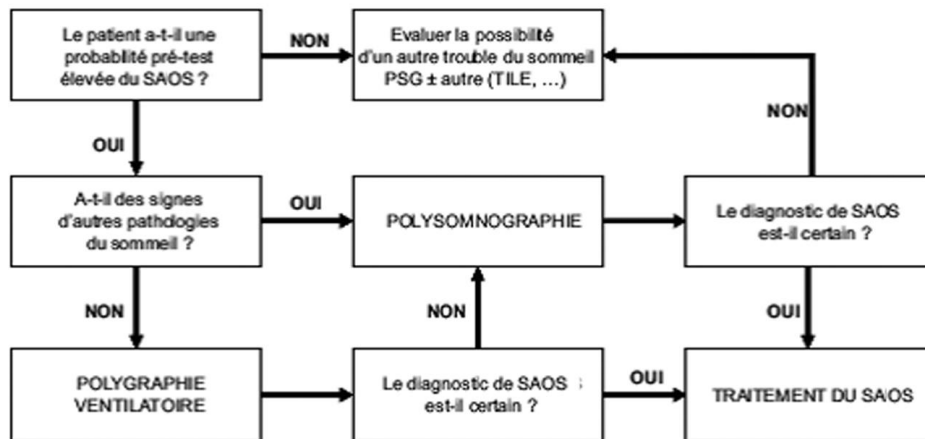 Le patient a-t-il une
probablité pré-test
élevée du SAOS ?
NON
Evaluer la possibilité
d'un autre trouble du sommeil
PSG ± autre (TILE, ...)
OUI
NON
A-t-il des signes
d'autres pathologies
du sommeil ?
OUI
POLYSOMNOGRAPHIE
Le diagnostic de SAOS
est-il certain ?
NON
NON
OUI
POLYGRAPHIE
VENTILATOIRE
Le diagnostic de SAOS
est-il certain ?
OUI
TRAITEMENT DU SAOS